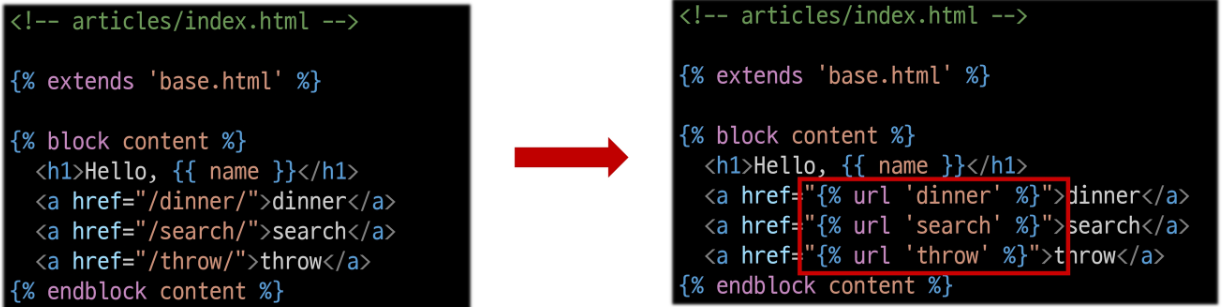 <!-- articles/index.html -->
{% extends 'base.html' %}
{% block content %}
<h1>Hello, {{ name }}</h1>
<a href="/dinner/">dinner</a>
<a href="/search/">search</a>
<a href="/throw/">throw</a>
{% endblock content %}
<!-- articles/index.html -->
{% extends 'base.html' %}
{% block content %}
<h1>Hello, {{ name }}</h1>
<a href="{% url 'dinner' %}">dinner</a>
<a href="{% url 'search' %}">search</a>
<a href="{% url 'throw' %}">throw</a>
{% endblock content %}